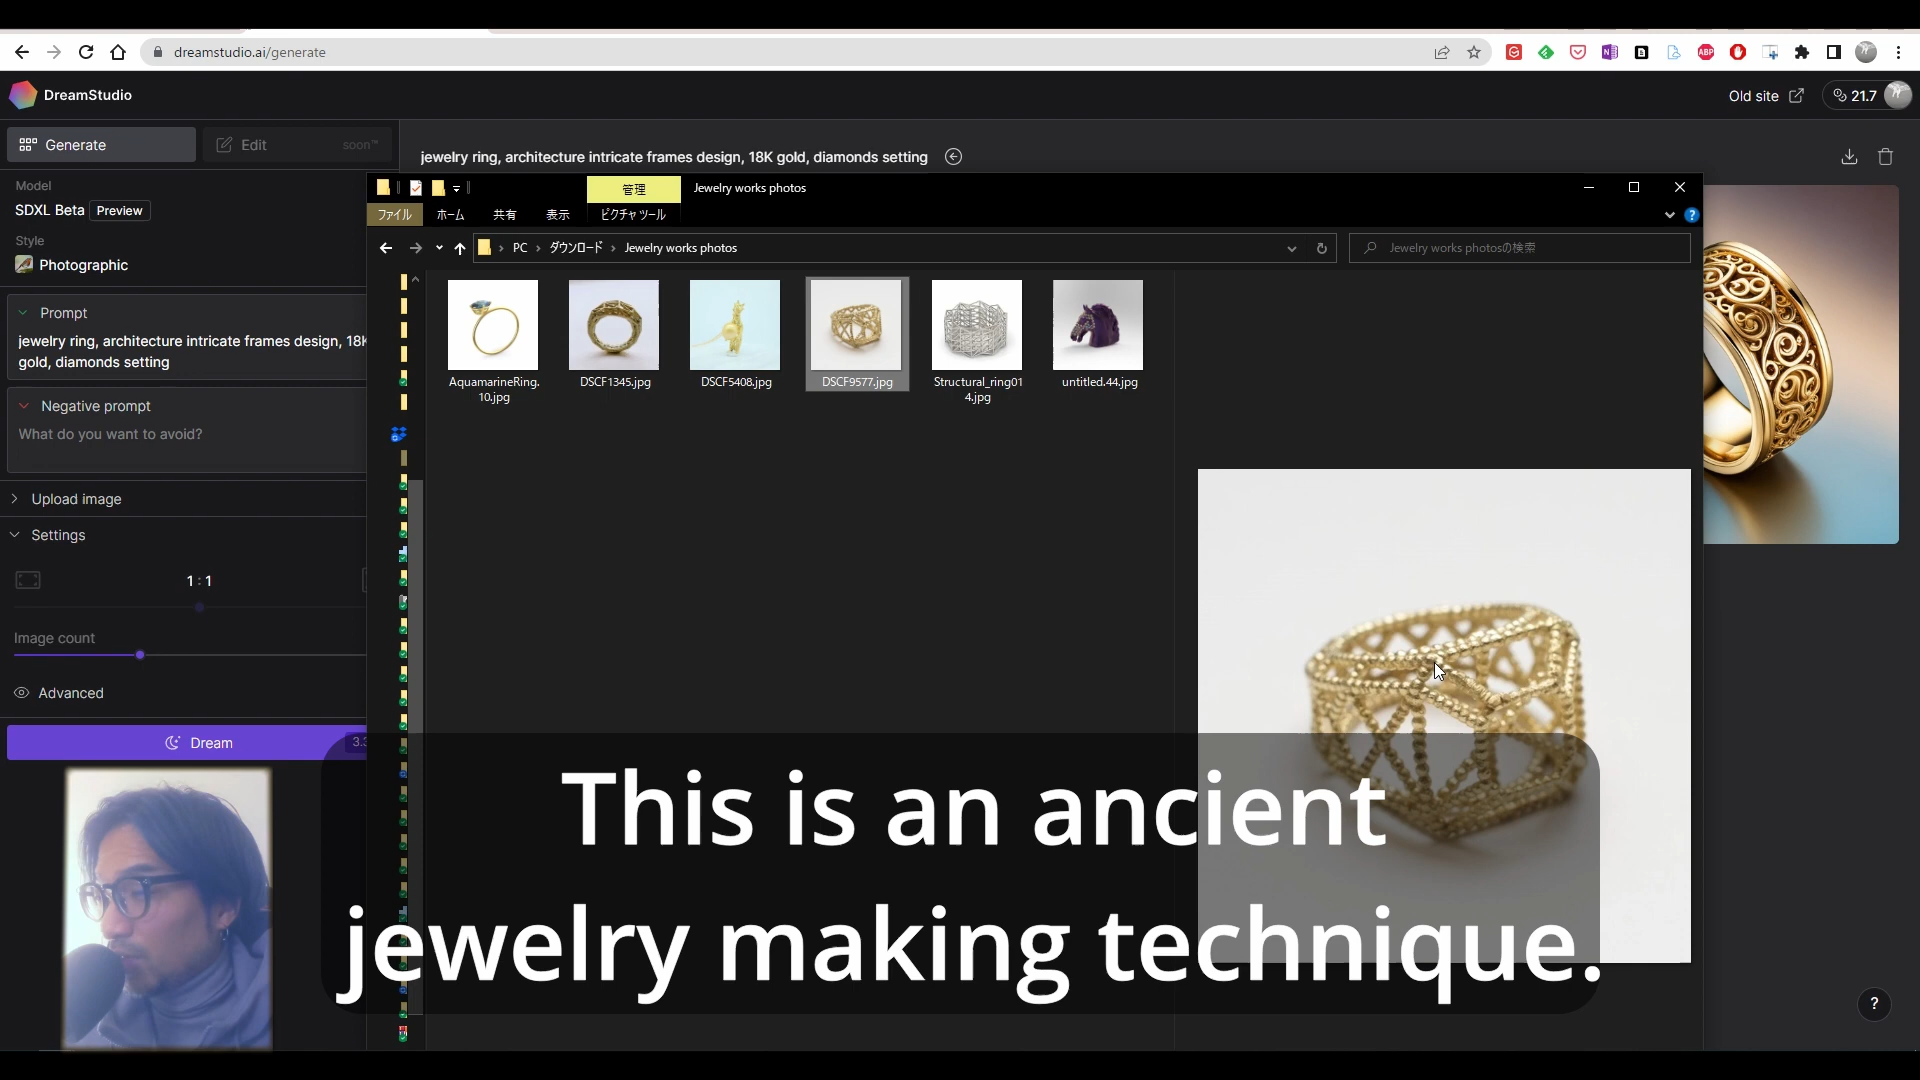 dreamstudio.ai/generate
DreamStudio
Old site
21.7
Generate
Edit
soon™
jewelry ring, architecture intricate frames design, 18K gold, diamonds setting
Model
SDXL Beta Preview
Style
Photographic
Prompt
jewelry ring, architecture intricate frames design, 18K
gold, diamonds setting
Negative prompt
What do you want to avoid?
Upload image
Settings
1 : 1
Image count
Advanced
Dream
管理
Jewelry works photos
ファイル
ホーム
共有
表示
ピクチャ ツール
PC
ダウンロード
Jewelry works photos
Jewelry works photosの検索
AquamarineRing.
10.jpg
DSCF1345.jpg
DSCF5408.jpg
DSCF9577.jpg
Structural_ring01
4.jpg
untitled.44.jpg
This is an ancient
jewelry making technique.
ABP
?